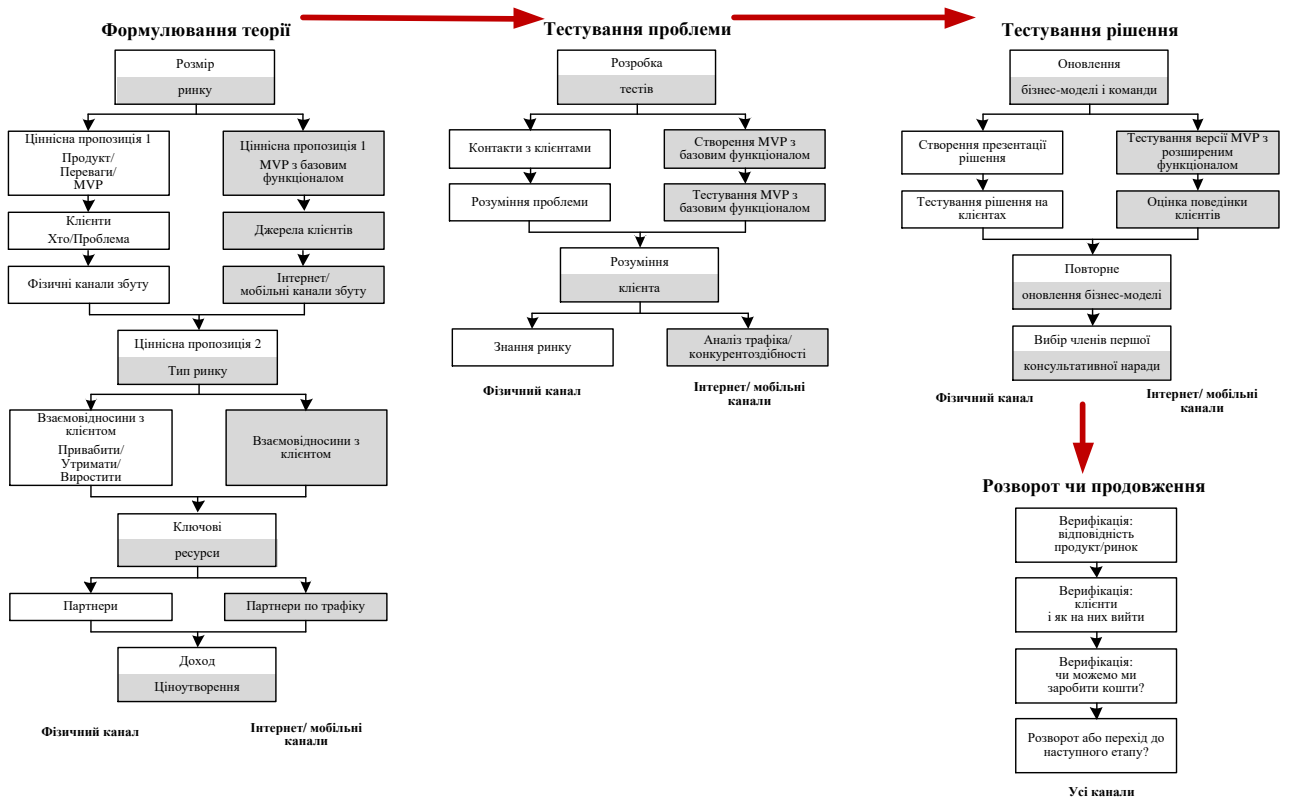 Формулювання теорії
Розмір
ринку
Ціннісна пропозиція 1
Продукт/
Переваги/
MVP
Ціннісна пропозиція 1
MVP з базовим
функціоналом
Клієнти
Хто/Проблема
Джерела клієнтів
Фізичні канали збуту
Інтернет/
мобільні канали збуту
Ціннісна пропозиція 2
Тип ринку
Взаємовідносини з
клієнтом
Привабити/
Утримати/
Виростити
Взаємовідносини з
клієнтом
Ключові
ресурси
Партнери
Партнери по трафіку
Доход
Ціноутворення
Фізичний канал
Інтернет/ мобільні
канали
Тестування проблеми
Розробка
тестів
Контакти з клієнтами
Створення MVP з
базовим функціоналом
Розуміння проблеми
Тестування MVP з
базовим функціоналом
Розуміння
клієнта
Знання ринку
Аналіз трафіка/
конкурентоздібності
Фізичний канал
Інтернет/ мобільні
канали
Тестування рішення
Оновлення
бізнес-моделі і команди
Створення презентації
рішення
Тестування версії MVP з
розширеним
функціоналом
Тестування рішення на
клієнтах
Оцінка поведінки
клієнтів
Повторне
оновлення бізнес-моделі
Вибір членів першої
консультативної наради
Фізичний канал
Інтернет/ мобільні
канали
Розворот чи продовження
Верифікація:
відповідність
продукт/ринок
Верифікація:
клієнти
і як на них вийти
Верифікація:
чи можемо ми
заробити кошти?
Розворот або перехід до
наступного етапу?
Усі канали